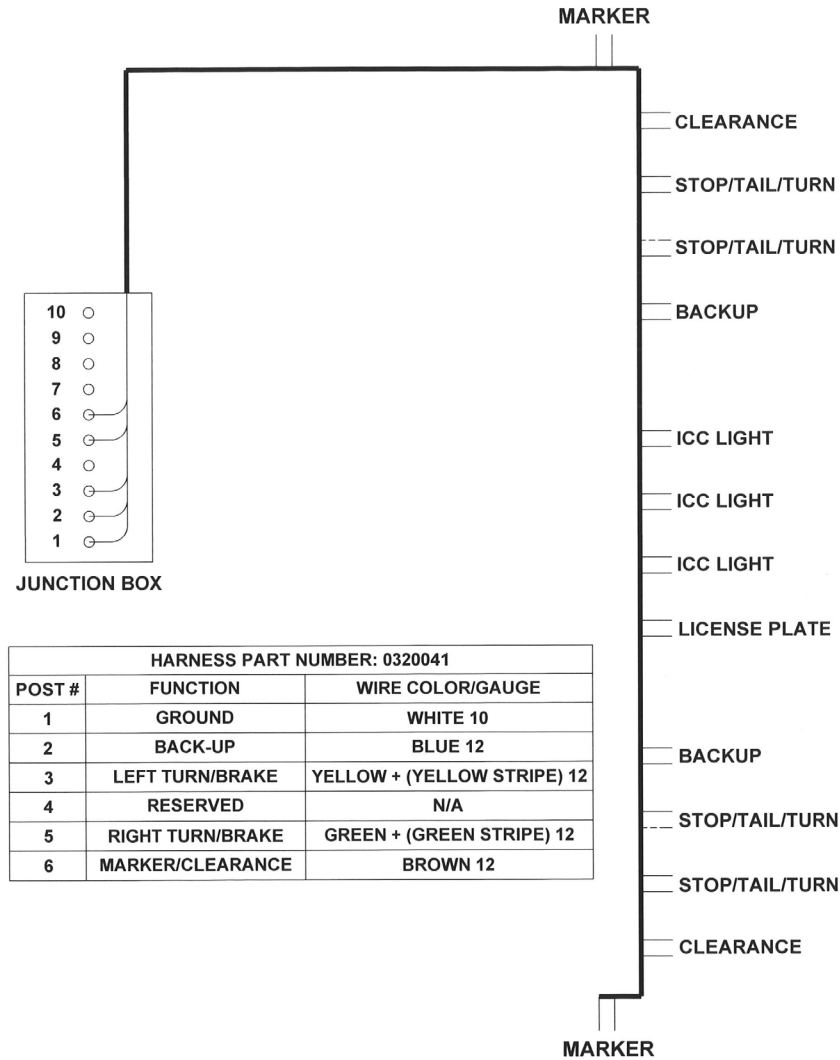 MARKER
CLEARANCE
STOP/TAIL/TURN
STOP/TAIL/TURN
BACKUP
10
9
8
7
6
5
4
3
2
1
JUNCTION BOX
ICC LIGHT
ICC LIGHT
ICC LIGHT
LICENSE PLATE
HARNESS PART NUMBER: 0320041
POST # FUNCTION WIRE COLOR/GAUGE
1 GROUND WHITE 10
2 BACK-UP BLUE 12
3 LEFT TURN/BRAKE YELLOW + (YELLOW STRIPE) 12
4 RESERVED N/A
5 RIGHT TURN/BRAKE GREEN + (GREEN STRIPE) 12
6 MARKER/CLEARANCE BROWN 12
BACKUP
STOP/TAIL/TURN
STOP/TAIL/TURN
CLEARANCE
MARKER